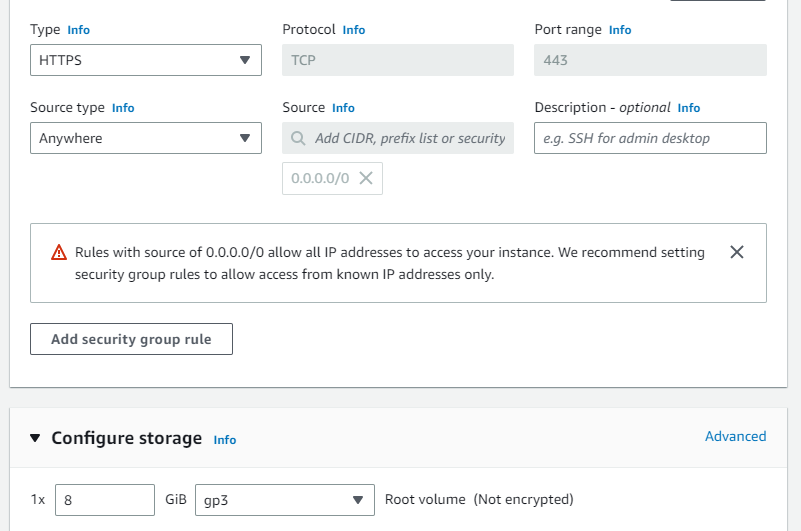 Type Info Protocol Info Port range Info
HTTPS TCP 443
Source type Info Source Info Description - optional Info
Anywhere Add CIDR, prefix list or security e.g. SSH for admin desktop
0.0.0.0/0
Rules with source of 0.0.0.0/0 allow all IP addresses to access your instance. We recommend setting
security group rules to allow access from known IP addresses only.
Add security group rule
Configure storage Info Advanced
1x 8 GiB gp3 Root volume (Not encrypted)